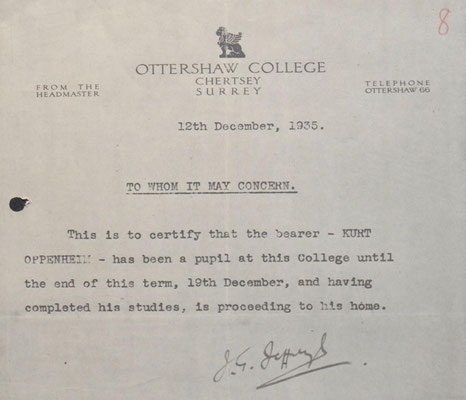 8
OTTERSHAW COLLEGE
CHERTSEY
SURREY
FROM THE
HEADMASTER
TELEPHONE
OTTERSHAW 66
12th December, 1935.
TO WHOM IT MAY CONCERN.
This is to certify that the bearer - KURT
OPPENHEIM - has been a pupil at this College until
the end of this term, 19th December, and having
completed his studies, is proceeding to his home.